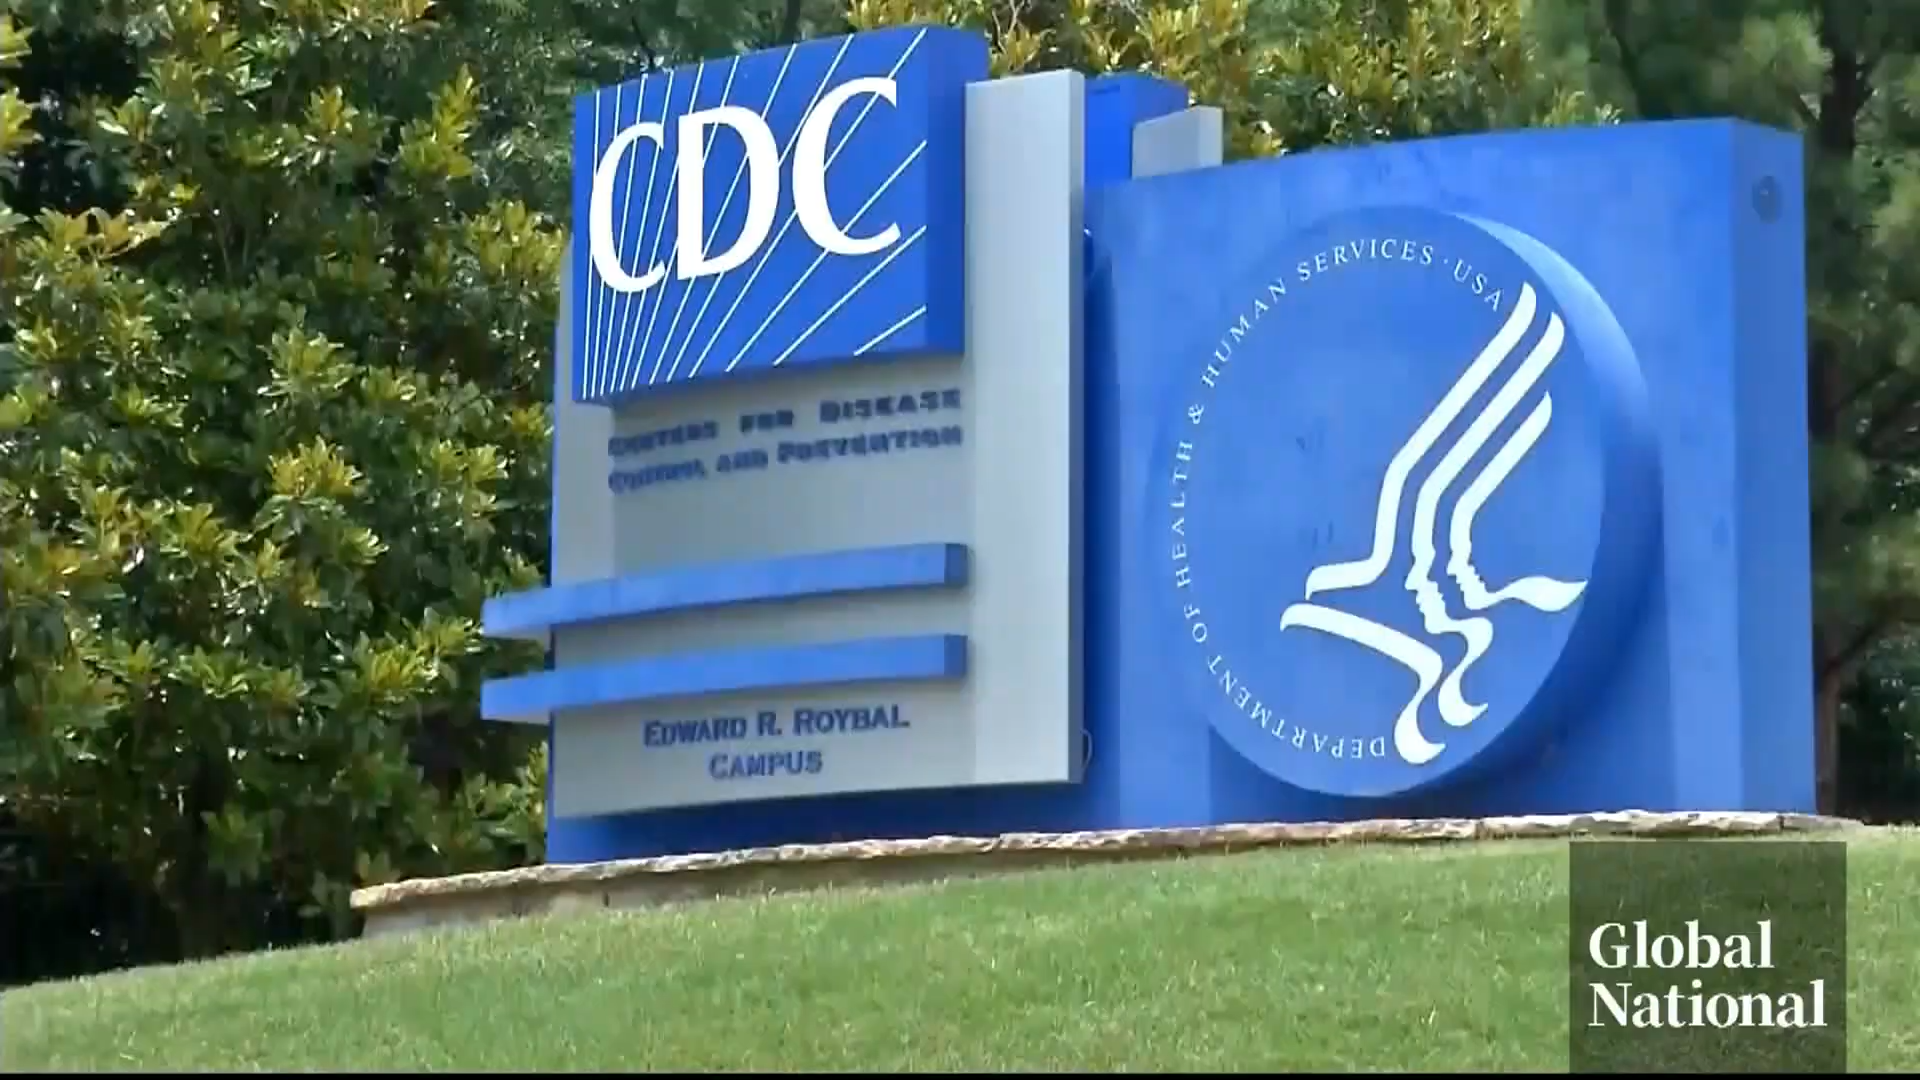 CDC
CENTERS FOR DISEASE
CONTROL AND PREVENTION
EDWARD R. ROYBAL
CAMPUS
DEPARTMENT OF HEALTH & HUMAN SERVICES · USA
Global
National